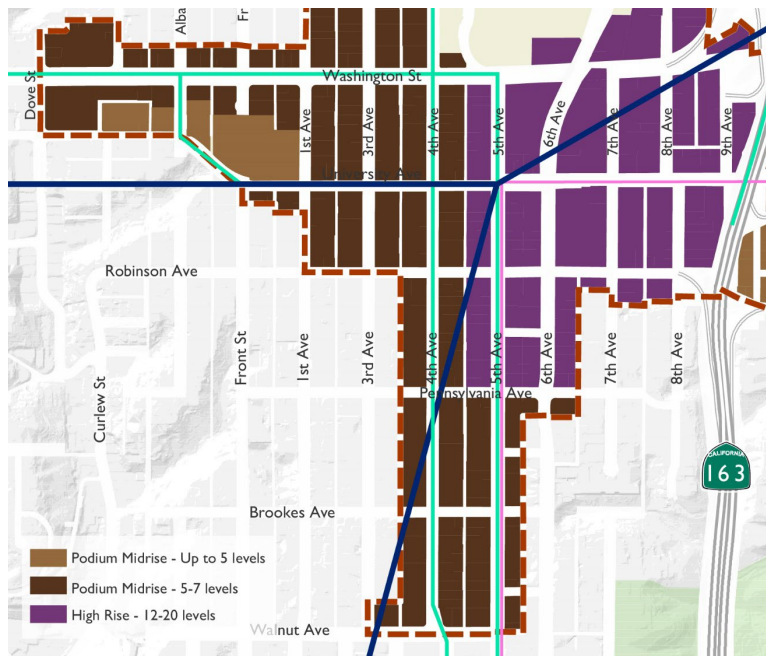 Alba
Fr
Washington St
Dove St
1st Ave
3rd Ave
4th Ave
5th Ave
6th Ave
7th Ave
8th Ave
9th Ave
University Ave
Robinson Ave
Front St
1st Ave
3rd Ave
4th Ave
5th Ave
6th Ave
7th Ave
8th Ave
Curlew St
Pennsylvania Ave
CALIFORNIA
163
Brookes Ave
Podium Midrise - Up to 5 levels
Podium Midrise - 5-7 levels
High Rise - 12-20 levels
Walnut Ave